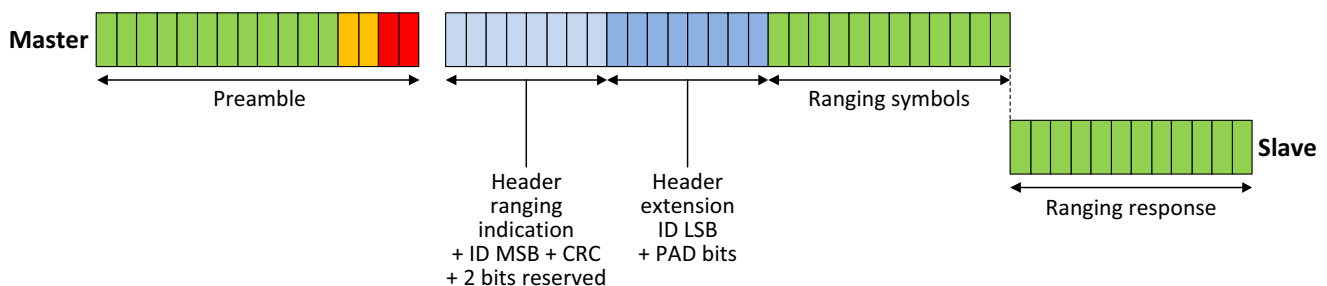 Master
Preamble
Ranging symbols
Slave
Ranging response
Header
ranging
indication
+ ID MSB + CRC
+ 2 bits reserved
Header
extension
ID LSB
+ PAD bits